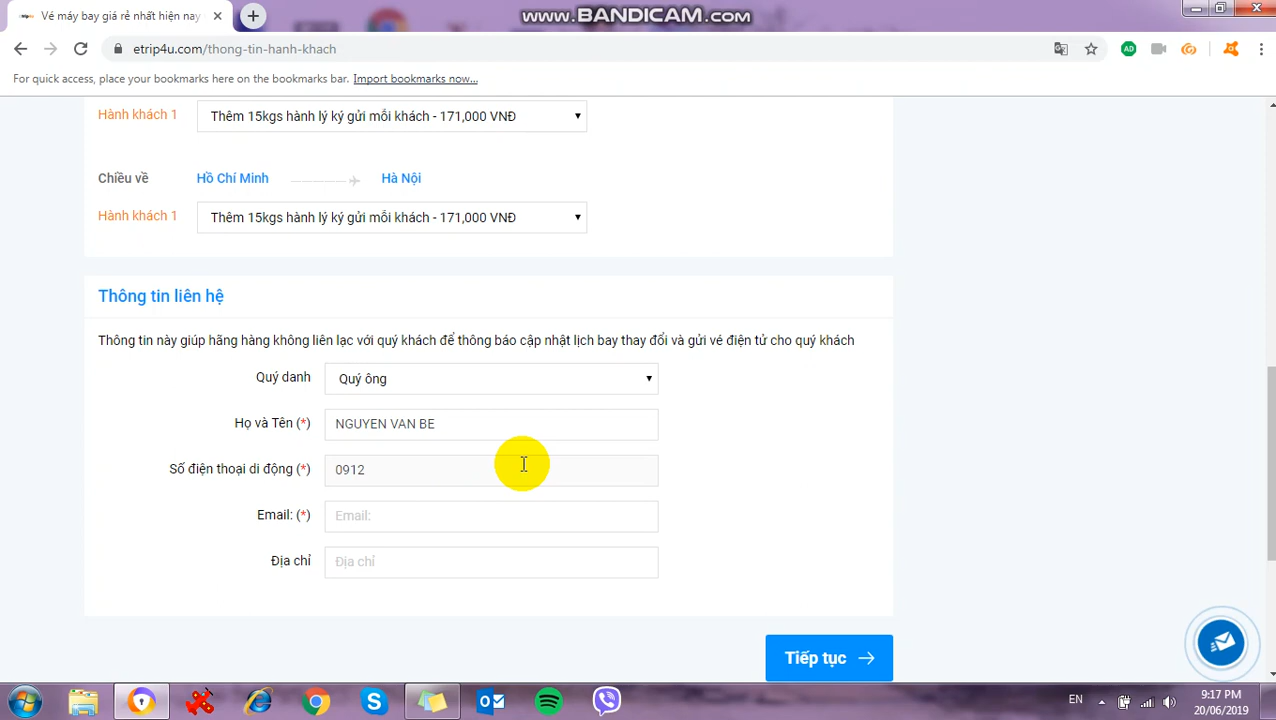 Vé máy bay giá rẻ nhất hiện nay
www.BANDICAM.com
etrip4u.com/thong-tin-hanh-khach
AD
For quick access, place your bookmarks here on the bookmarks bar. Import bookmarks now...
Hành khách 1 Thêm 15kgs hành lý ký gửi mỗi khách - 171,000 VNĐ
Chiều về Hồ Chí Minh Hà Nội
Hành khách 1 Thêm 15kgs hành lý ký gửi mỗi khách - 171,000 VNĐ
Thông tin liên hệ
Thông tin này giúp hãng hàng không liên lạc với quý khách để thông báo cập nhật lịch bay thay đổi và gửi vé điện tử cho quý khách
Quý danh Quý ông
Họ và Tên (*) NGUYEN VAN BE
Số điện thoại di động (*) 0912
Email: (*) Email:
Địa chỉ Địa chỉ
Tiếp tục
EN 9:17 PM
20/06/2019